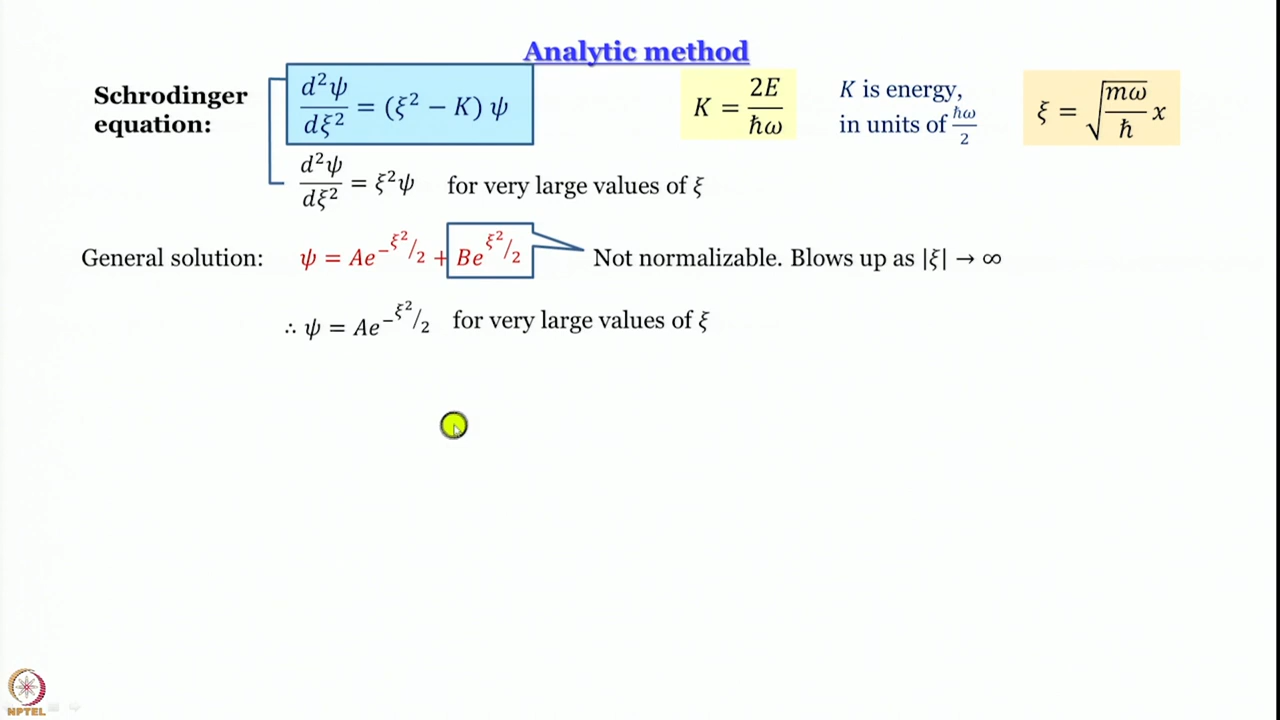 Analytic method
Schrodinger equation: d²ψ/dξ² = (ξ² − K) ψ
K = 2E/ħω
K is energy,
in units of ħω/2
ξ = √(mω/ħ) x
d²ψ/dξ² = ξ²ψ for very large values of ξ
General solution: ψ = Ae^(−ξ²/2) + Be^(ξ²/2) Not normalizable. Blows up as |ξ| → ∞
∴ ψ = Ae^(−ξ²/2) for very large values of ξ
NPTEL